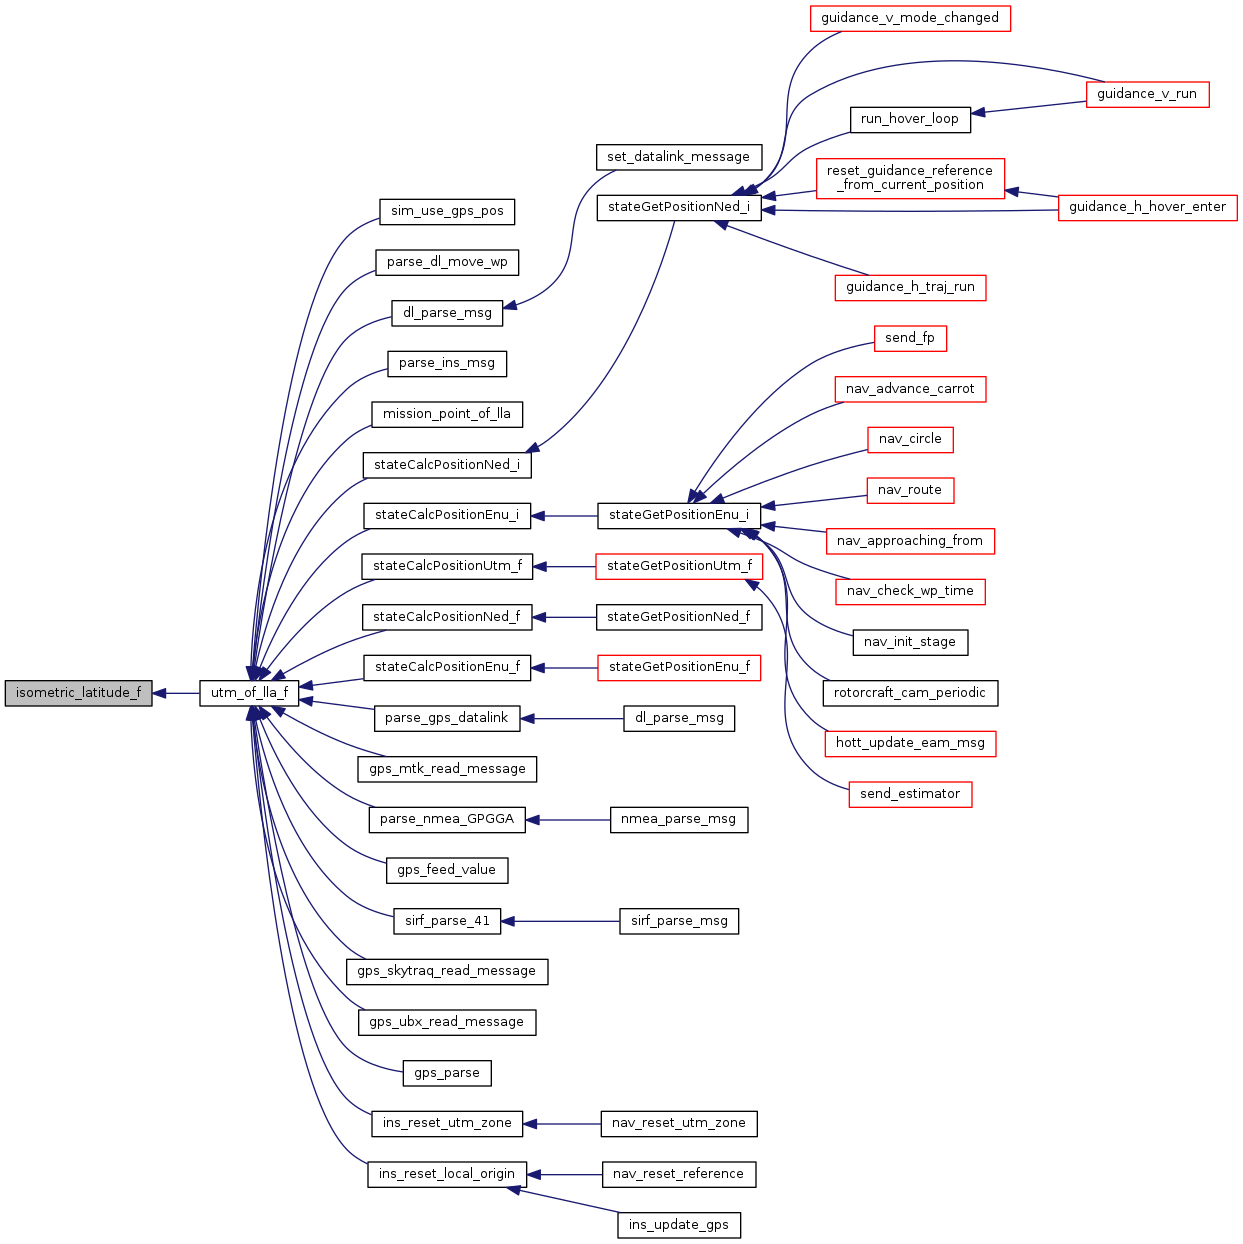 guidance_v_mode_changed
guidance_v_run
run_hover_loop
set_datalink_message
reset_guidance_reference
_from_current_position
stateGetPositionNed_i
guidance_h_hover_enter
sim_use_gps_pos
parse_dl_move_wp
guidance_h_traj_run
dl_parse_msg
send_fp
parse_ins_msg
nav_advance_carrot
mission_point_of_lla
nav_circle
stateCalcPositionNed_i
nav_route
stateCalcPositionEnu_i
stateGetPositionEnu_i
nav_approaching_from
stateCalcPositionUtm_f
stateGetPositionUtm_f
nav_check_wp_time
stateCalcPositionNed_f
stateGetPositionNed_f
nav_init_stage
stateCalcPositionEnu_f
stateGetPositionEnu_f
isometric_latitude_f
utm_of_lla_f
rotorcraft_cam_periodic
parse_gps_datalink
dl_parse_msg
hott_update_eam_msg
gps_mtk_read_message
send_estimator
parse_nmea_GPGGA
nmea_parse_msg
gps_feed_value
sirf_parse_41
sirf_parse_msg
gps_skytraq_read_message
gps_ubx_read_message
gps_parse
ins_reset_utm_zone
nav_reset_utm_zone
ins_reset_local_origin
nav_reset_reference
ins_update_gps